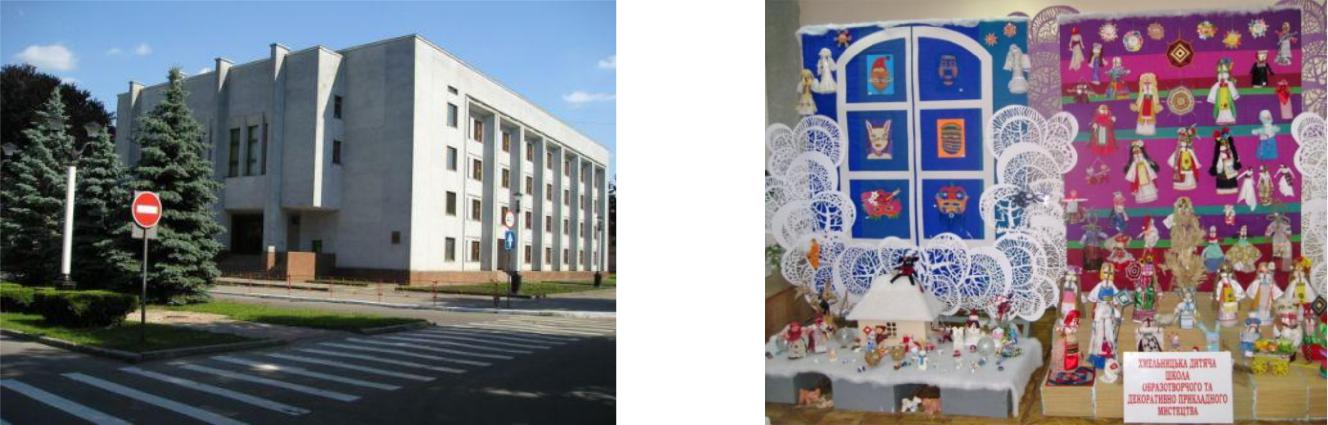 ХМЕЛЬНИЦЬКА ДИТЯЧА
ШКОЛА
ОБРАЗОТВОРЧОГО ТА
ДЕКОРАТИВНО ПРИКЛАДНОГО
МИСТЕЦТВА